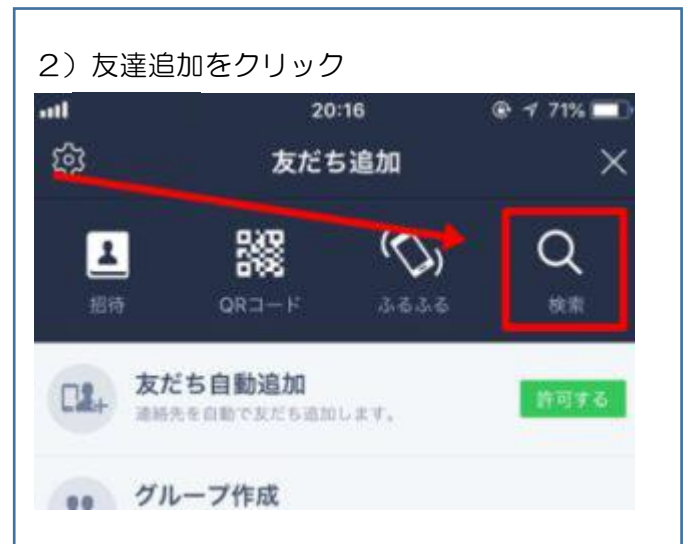 ２）友達追加をクリック
20:16 71%
友だち追加
招待 QRコード ふるふる 検索
友だち自動追加
連絡先を自動で友だち追加します。
許可する
グループ作成